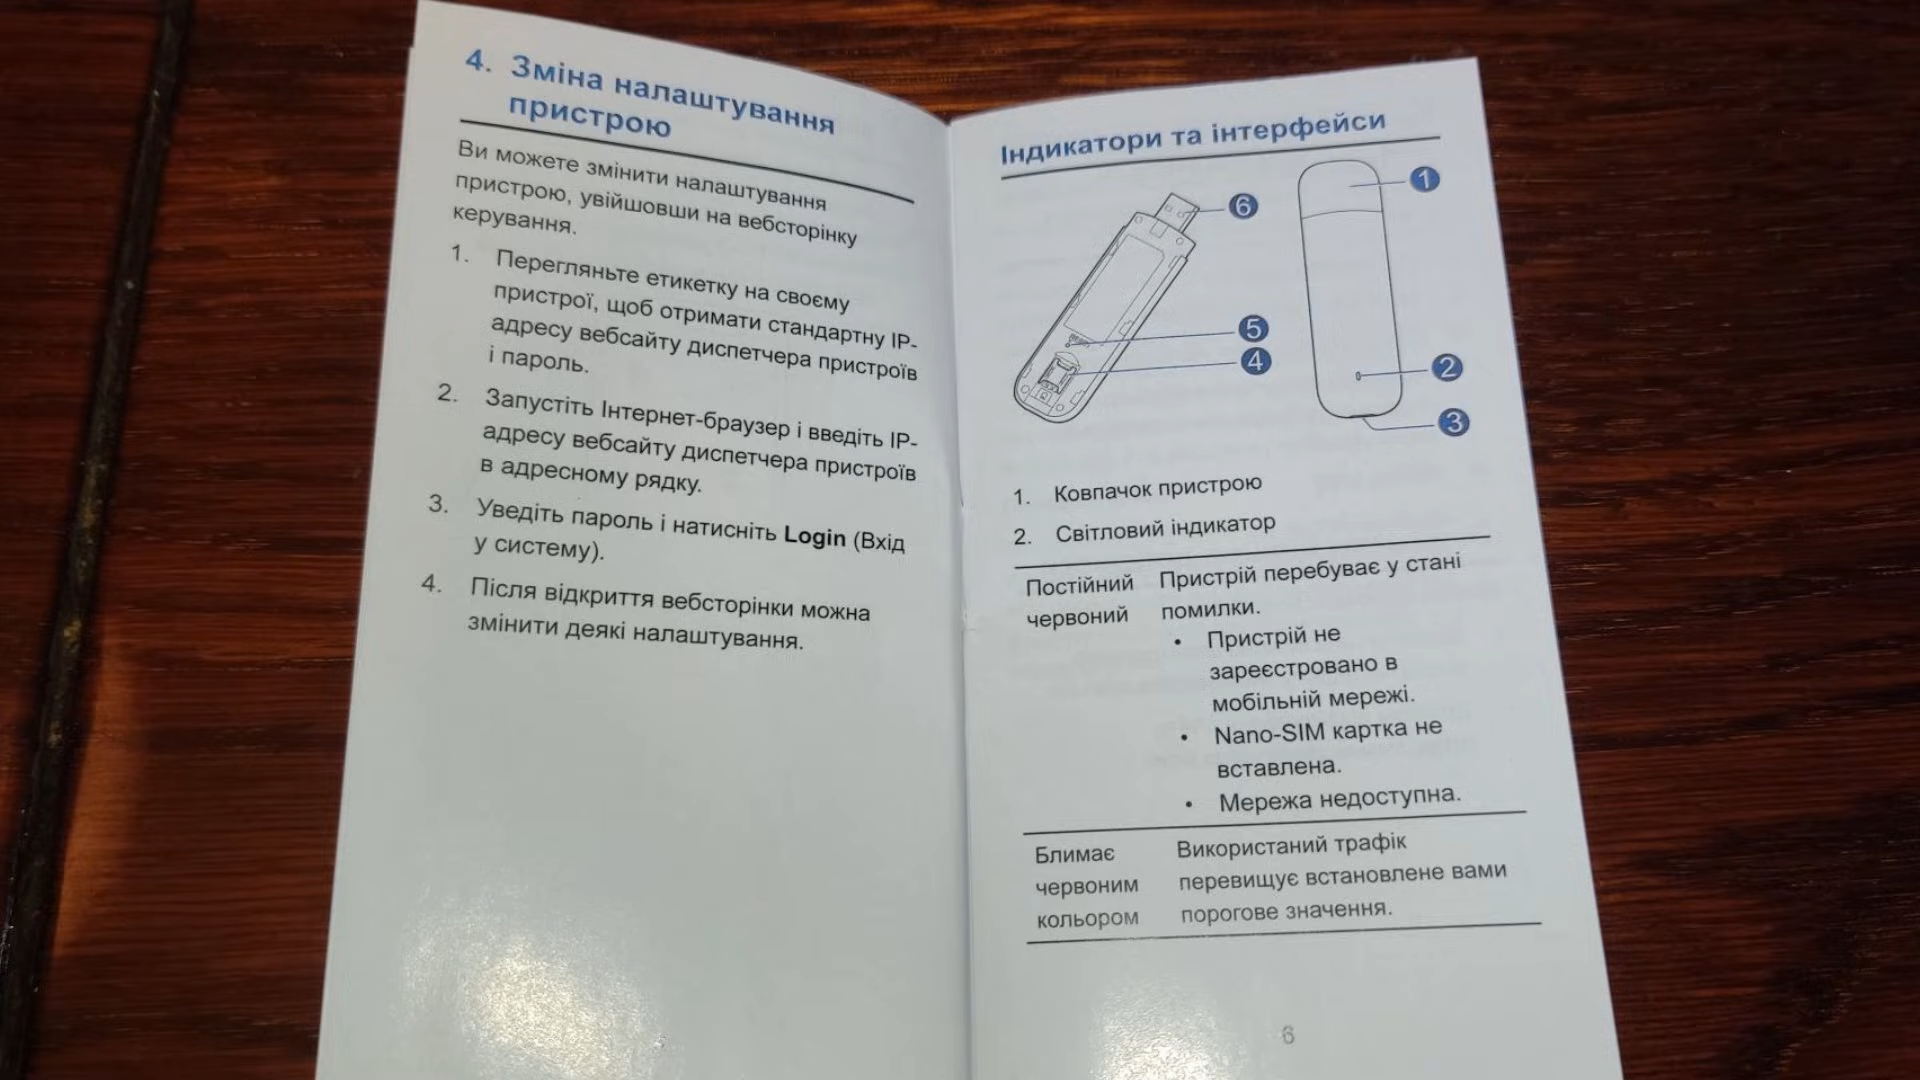 4. Зміна налаштування
пристрою
Ви можете змінити налаштування
пристрою, увійшовши на вебсторінку
керування.
1. Перегляньте етикетку на своєму
пристрої, щоб отримати стандартну IP-
адресу вебсайту диспетчера пристроїв
і пароль.
2. Запустіть Інтернет-браузер і введіть IP-
адресу вебсайту диспетчера пристроїв
в адресному рядку.
3. Уведіть пароль і натисніть Login (Вхід
у систему).
4. Після відкриття вебсторінки можна
змінити деякі налаштування.
Індикатори та інтерфейси
1
6
5
4
2
3
1. Ковпачок пристрою
2. Світловий індикатор
Постійний Пристрій перебуває у стані
червоний помилки.
• Пристрій не
зареєстровано в
мобільній мережі.
• Nano-SIM картка не
вставлена.
• Мережа недоступна.
Блимає Використаний трафік
червоним перевищує встановлене вами
кольором порогове значення.
6